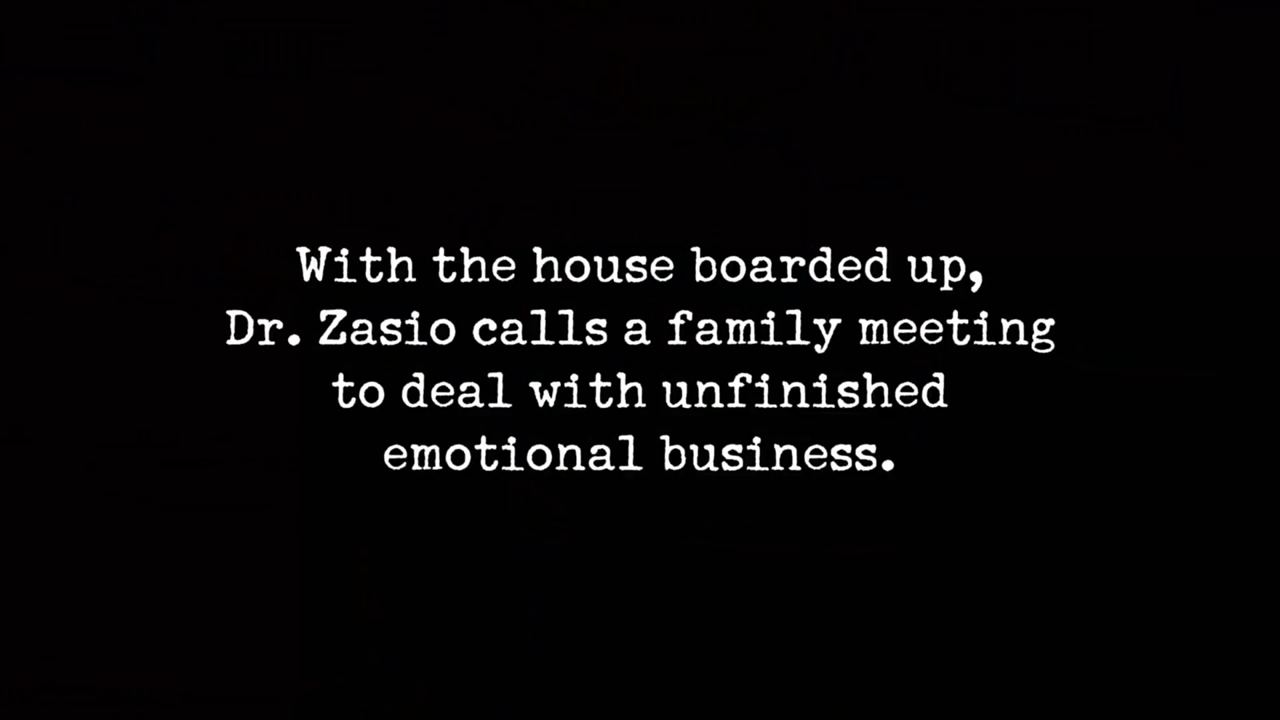 With the house boarded up,
Dr. Zasio calls a family meeting
to deal with unfinished
emotional business.